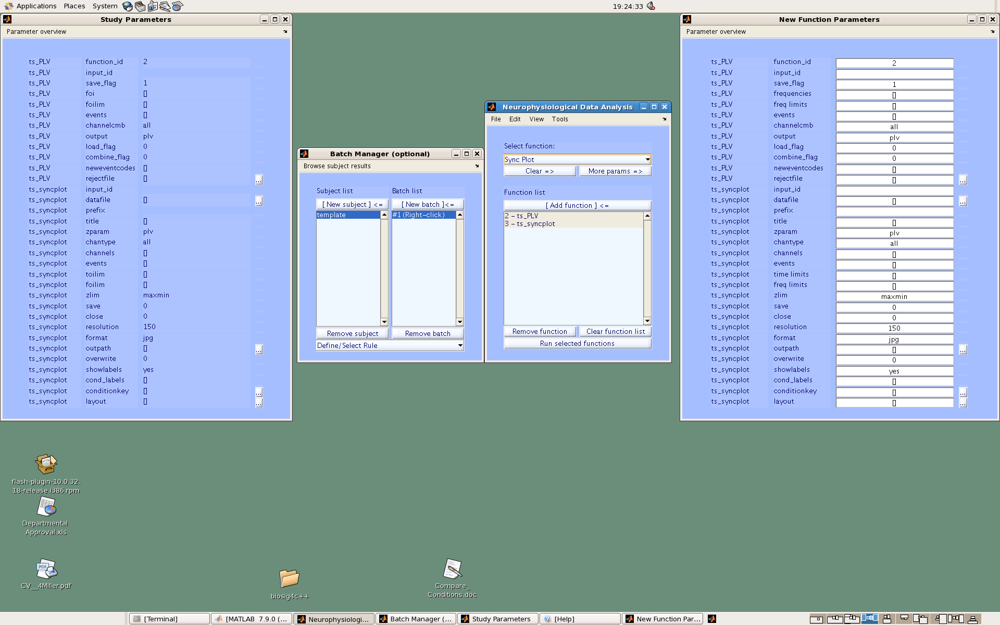 Applications Places System 19:24:33
Study Parameters
Parameter overview
ts_PLV function_id 2
ts_PLV input_id
ts_PLV save_flag 1
ts_PLV foi []
ts_PLV foilim []
ts_PLV events []
ts_PLV channelcmb all
ts_PLV output plv
ts_PLV load_flag 0
ts_PLV combine_flag 0
ts_PLV neweventcodes []
ts_PLV rejectfile [] ...
ts_syncplot input_id
ts_syncplot datafile [] ...
ts_syncplot prefix
ts_syncplot title []
ts_syncplot zparam plv
ts_syncplot chantype all
ts_syncplot channels []
ts_syncplot events []
ts_syncplot toilim []
ts_syncplot foilim []
ts_syncplot zlim maxmin
ts_syncplot save 0
ts_syncplot close 0
ts_syncplot resolution 150
ts_syncplot format jpg
ts_syncplot outpath [] ...
ts_syncplot overwrite 0
ts_syncplot showlabels yes
ts_syncplot cond_labels []
ts_syncplot conditionkey [] ...
ts_syncplot layout [] ...
Batch Manager (optional)
Browse subject results
Subject list Batch list
[ New subject ] <= [ New batch ]<=
template #1 (Right-click)
Remove subject Remove batch
Define/Select Rule
Neurophysiological Data Analysis
File Edit View Tools
Select function:
Sync Plot
Clear => More params =>
Function list
[ Add function ] <=
2 - ts_PLV
3 - ts_syncplot
Remove function Clear function list
Run selected functions
New Function Parameters
Parameter overview
ts_PLV function_id 2
ts_PLV input_id
ts_PLV save_flag 1
ts_PLV frequencies []
ts_PLV freq limits []
ts_PLV events []
ts_PLV channelcmb all
ts_PLV output plv
ts_PLV load_flag 0
ts_PLV combine_flag 0
ts_PLV neweventcodes []
ts_PLV rejectfile [] ...
ts_syncplot input_id
ts_syncplot datafile [] ...
ts_syncplot prefix
ts_syncplot title []
ts_syncplot zparam plv
ts_syncplot chantype all
ts_syncplot channels []
ts_syncplot events []
ts_syncplot time limits []
ts_syncplot freq limits []
ts_syncplot zlim maxmin
ts_syncplot save 0
ts_syncplot close 0
ts_syncplot resolution 150
ts_syncplot format jpg
ts_syncplot outpath [] ...
ts_syncplot overwrite 0
ts_syncplot showlabels yes
ts_syncplot cond_labels []
ts_syncplot conditionkey [] ...
ts_syncplot layout [] ...
flash-plugin-10.0.32.
18-release.i386.rpm
Departmental
Approval.xls
PDF
CV__4Miller.pdf
biosig4c++
Compare_
Conditions.doc
[Terminal] [MATLAB 7.9.0 (... Neurophysiologi... Batch Manager (... Study Parameters [Help] New Function Par...